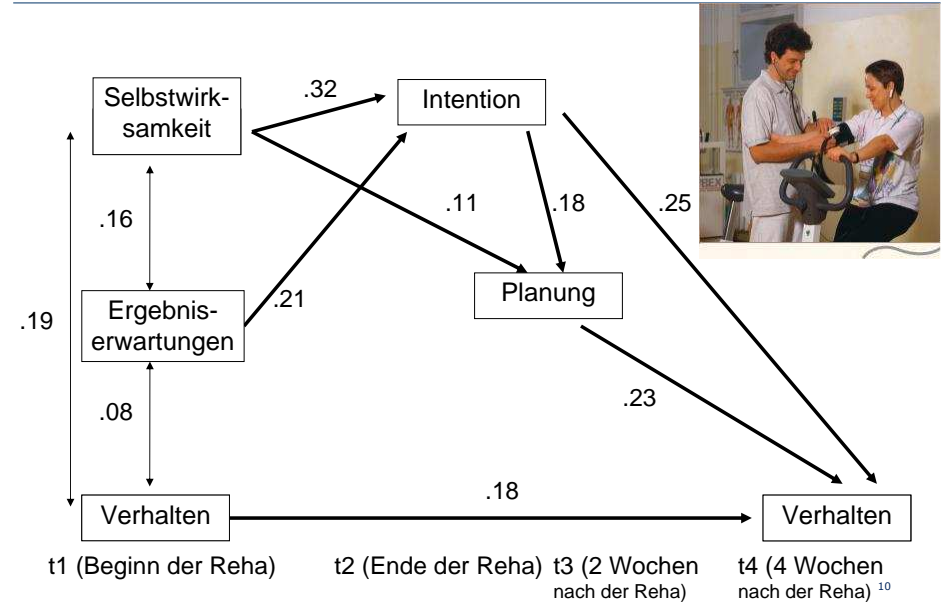 Selbstwirk-
samkeit
.32
Intention
.16
.11
.18
.25
.19
Ergebnis-
erwartungen
.21
Planung
.08
.23
Verhalten
.18
Verhalten
t1 (Beginn der Reha)
t2 (Ende der Reha)
t3 (2 Wochen
nach der Reha)
t4 (4 Wochen
nach der Reha) 10